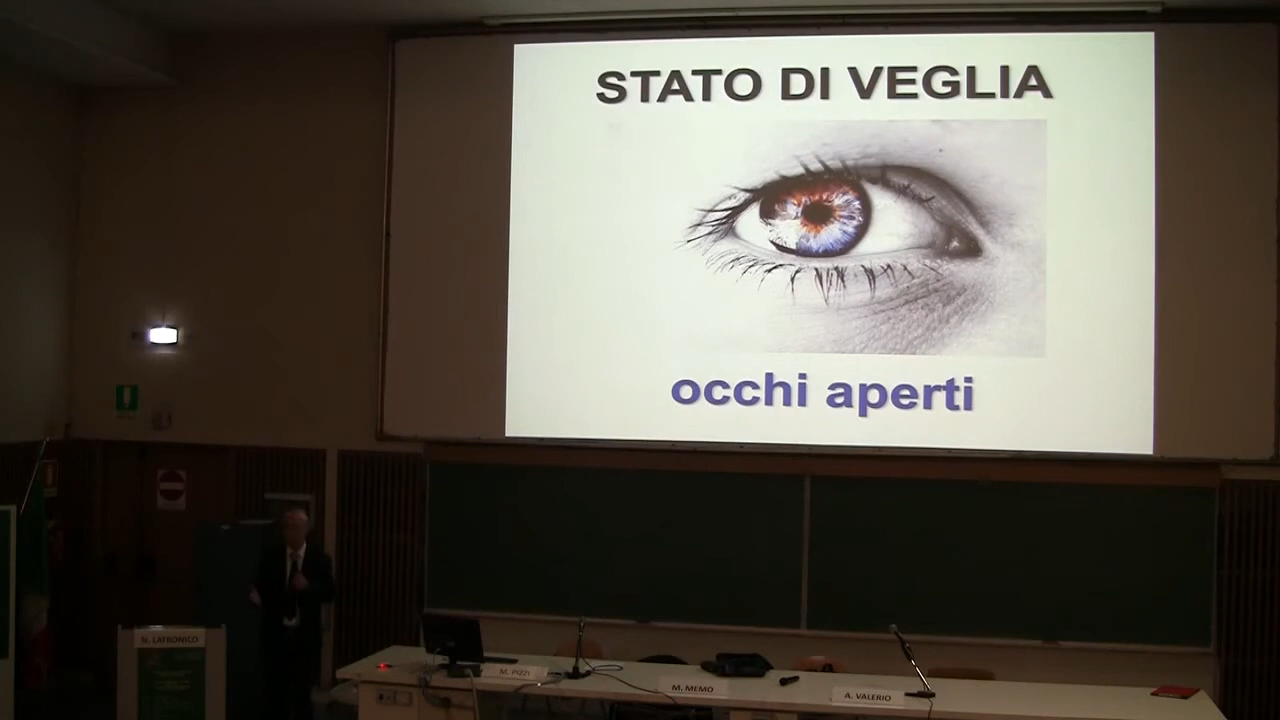 STATO DI VEGLIA
occhi aperti
N. LATRONICO
M. PIZZI
M. MEMO
A. VALERIO